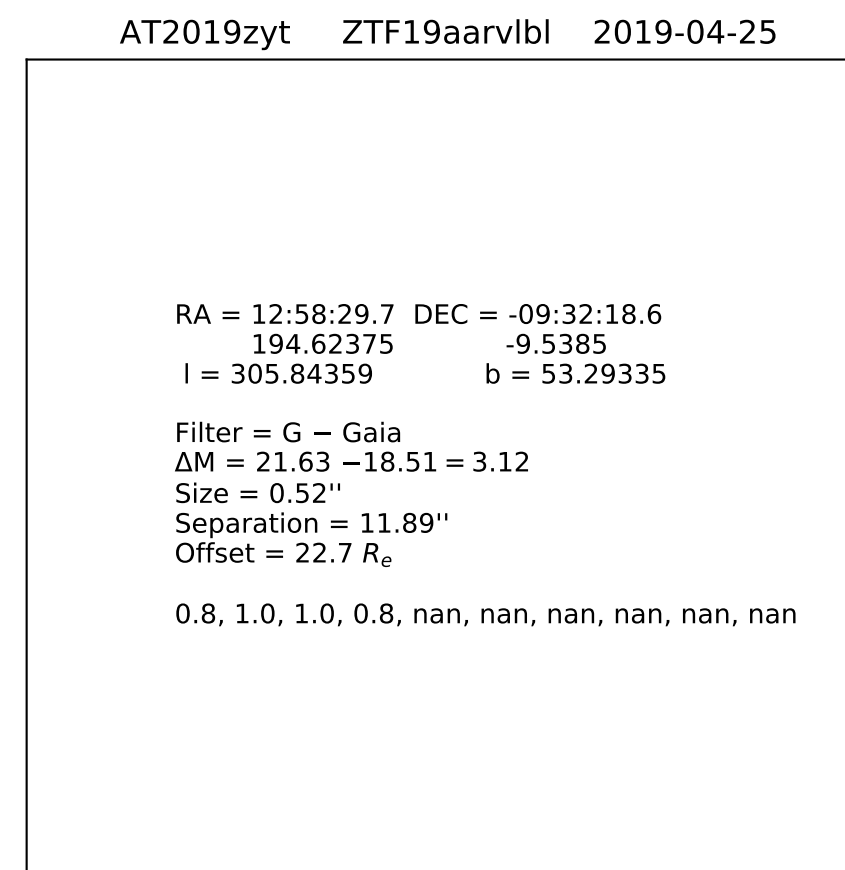 AT2019zyt ZTF19aarvlbl 2019-04-25
RA = 12:58:29.7 DEC = -09:32:18.6
194.62375 -9.5385
l = 305.84359 b = 53.29335
Filter = G − Gaia
ΔM = 21.63 −18.51 = 3.12
Size = 0.52''
Separation = 11.89''
Offset = 22.7 Re
0.8, 1.0, 1.0, 0.8, nan, nan, nan, nan, nan, nan